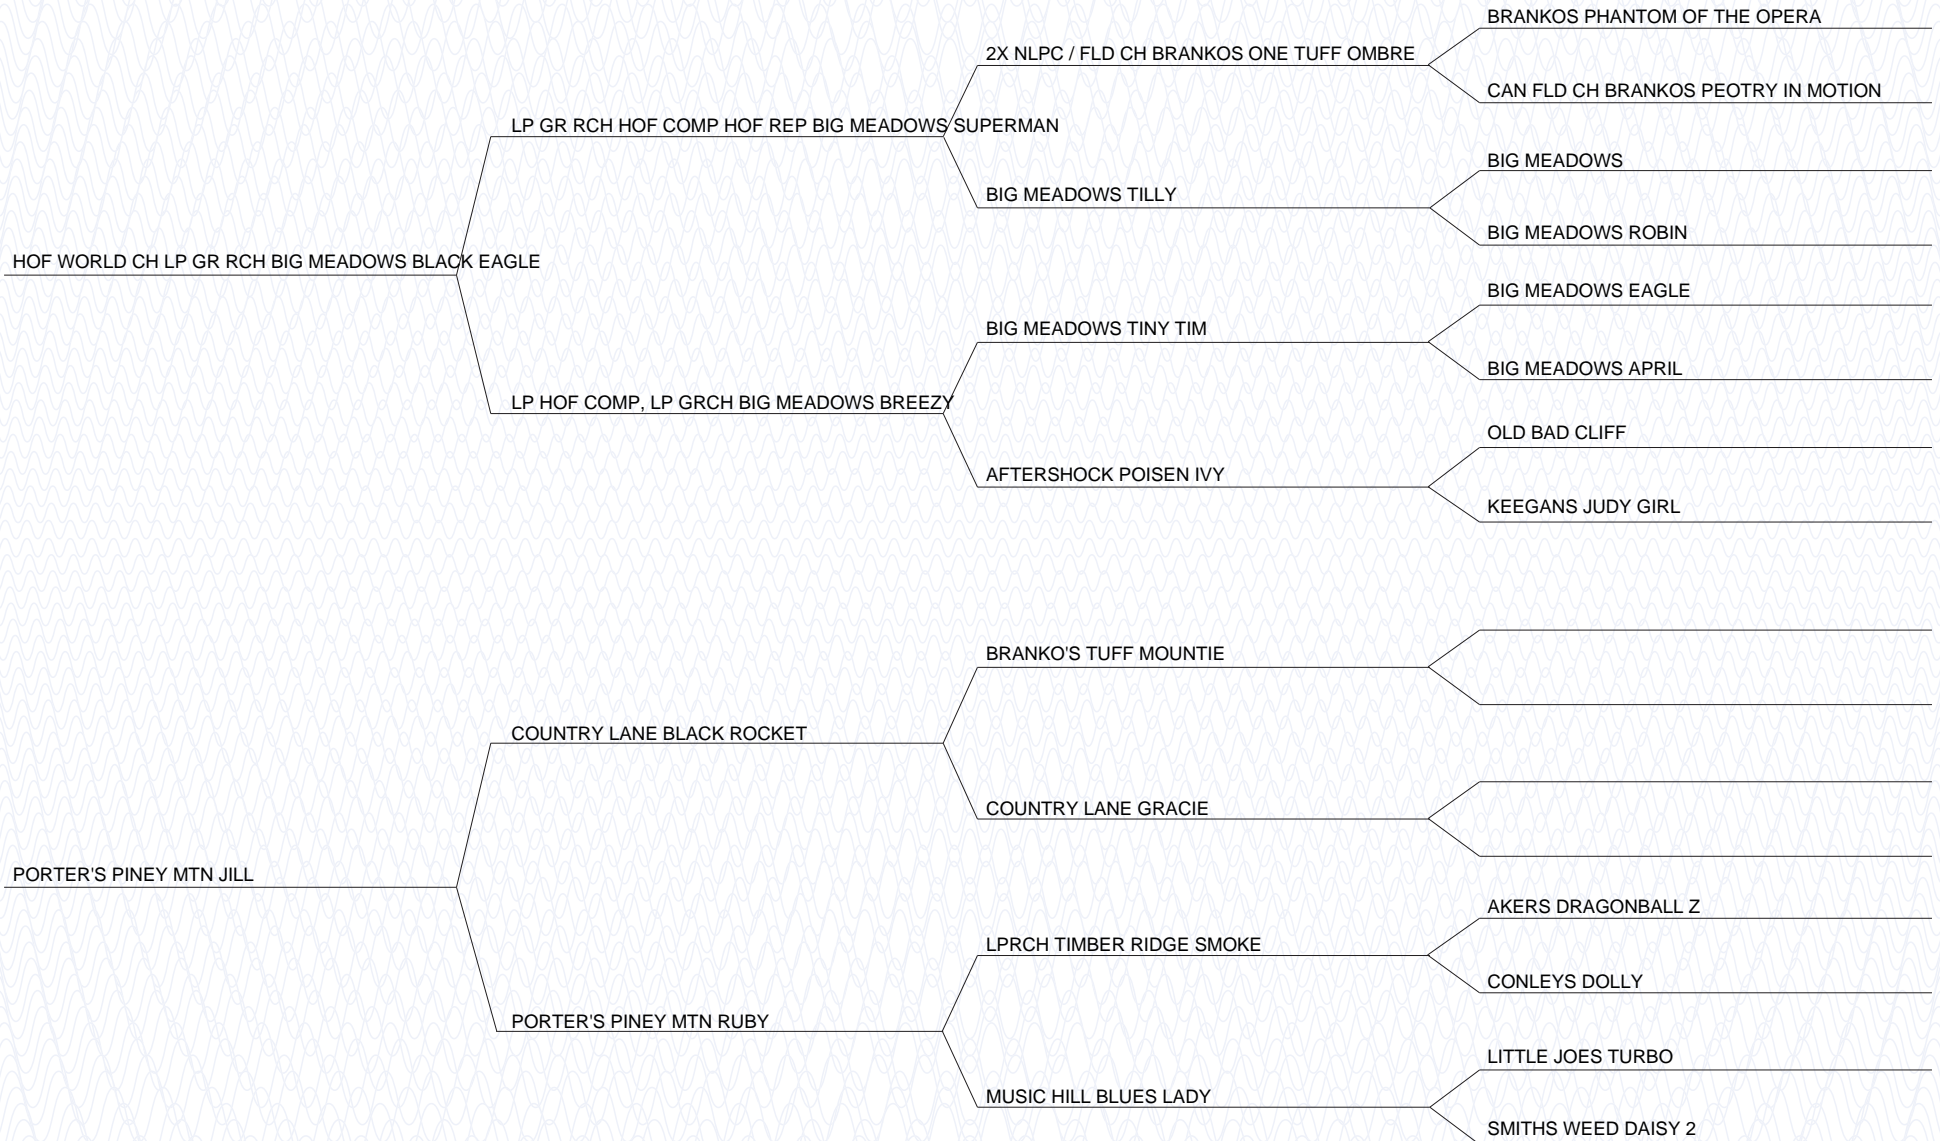 BRANKOS PHANTOM OF THE OPERA
2X NLPC / FLD CH BRANKOS ONE TUFF OMBRE
CAN FLD CH BRANKOS PEOTRY IN MOTION
LP GR RCH HOF COMP HOF REP BIG MEADOWS SUPERMAN
BIG MEADOWS
BIG MEADOWS TILLY
BIG MEADOWS ROBIN
HOF WORLD CH LP GR RCH BIG MEADOWS BLACK EAGLE
BIG MEADOWS EAGLE
BIG MEADOWS TINY TIM
BIG MEADOWS APRIL
LP HOF COMP, LP GRCH BIG MEADOWS BREEZY
OLD BAD CLIFF
AFTERSHOCK POISEN IVY
KEEGANS JUDY GIRL
BRANKO'S TUFF MOUNTIE
COUNTRY LANE BLACK ROCKET
COUNTRY LANE GRACIE
PORTER'S PINEY MTN JILL
AKERS DRAGONBALL Z
LPRCH TIMBER RIDGE SMOKE
CONLEYS DOLLY
PORTER'S PINEY MTN RUBY
LITTLE JOES TURBO
MUSIC HILL BLUES LADY
SMITHS WEED DAISY 2